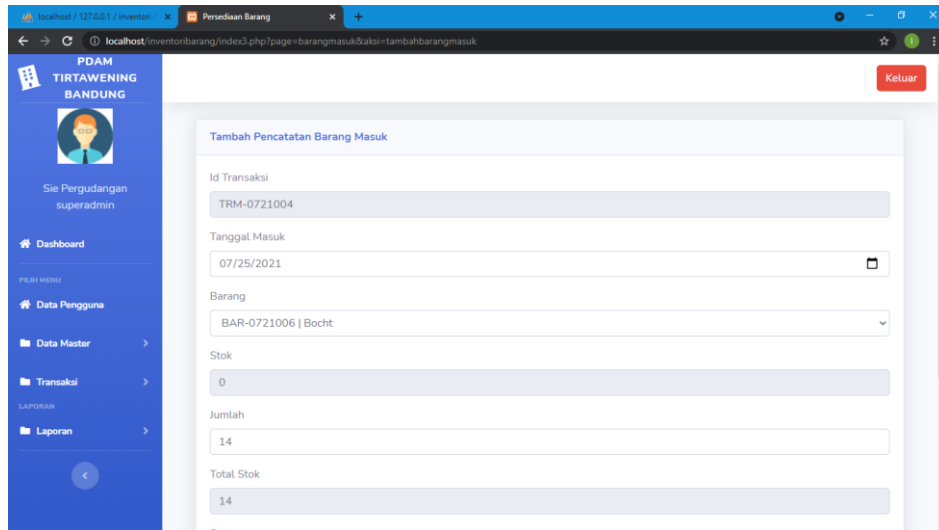 localhost / 127.0.0.1 / inventori /
Persediaan Barang
localhost/inventoribarang/index3.php?page=barangmasuk&aksi=tambahbarangmasuk
I
PDAM
TIRTAWENING
BANDUNG
Keluar
Sie Pergudangan
superadmin
Dashboard
PILIH MENU
Data Pengguna
Data Master
Transaksi
LAPORAN
Laporan
Tambah Pencatatan Barang Masuk
Id Transaksi
TRM-0721004
Tanggal Masuk
07/25/2021
Barang
BAR-0721006 | Bocht
Stok
0
Jumlah
14
Total Stok
14